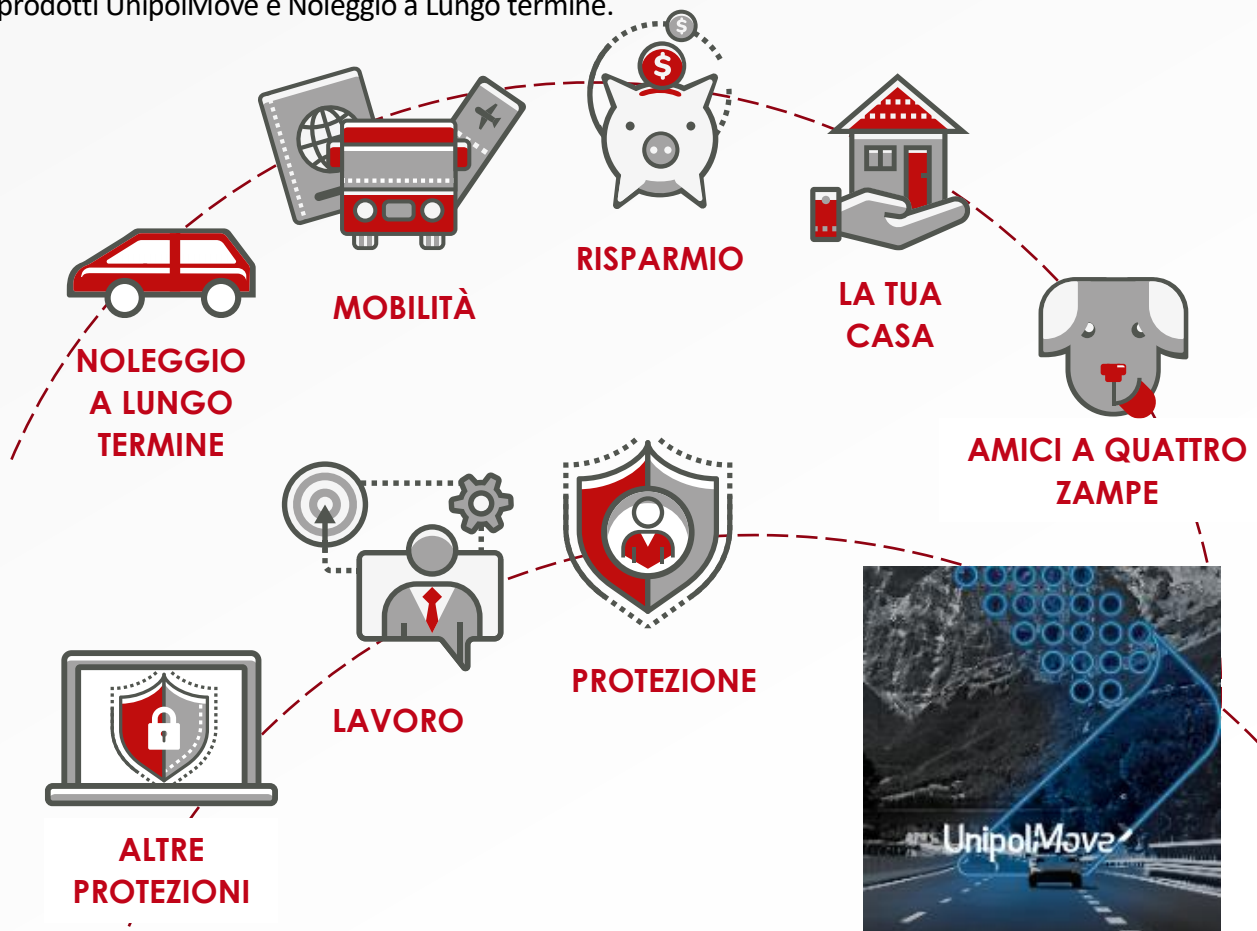 prodotti UnipolMove e Noleggio a Lungo termine.
RISPARMIO
MOBILITÀ
LA TUA
CASA
NOLEGGIO
A LUNGO
TERMINE
AMICI A QUATTRO
ZAMPE
PROTEZIONE
LAVORO
UnipolMove
ALTRE
PROTEZIONI